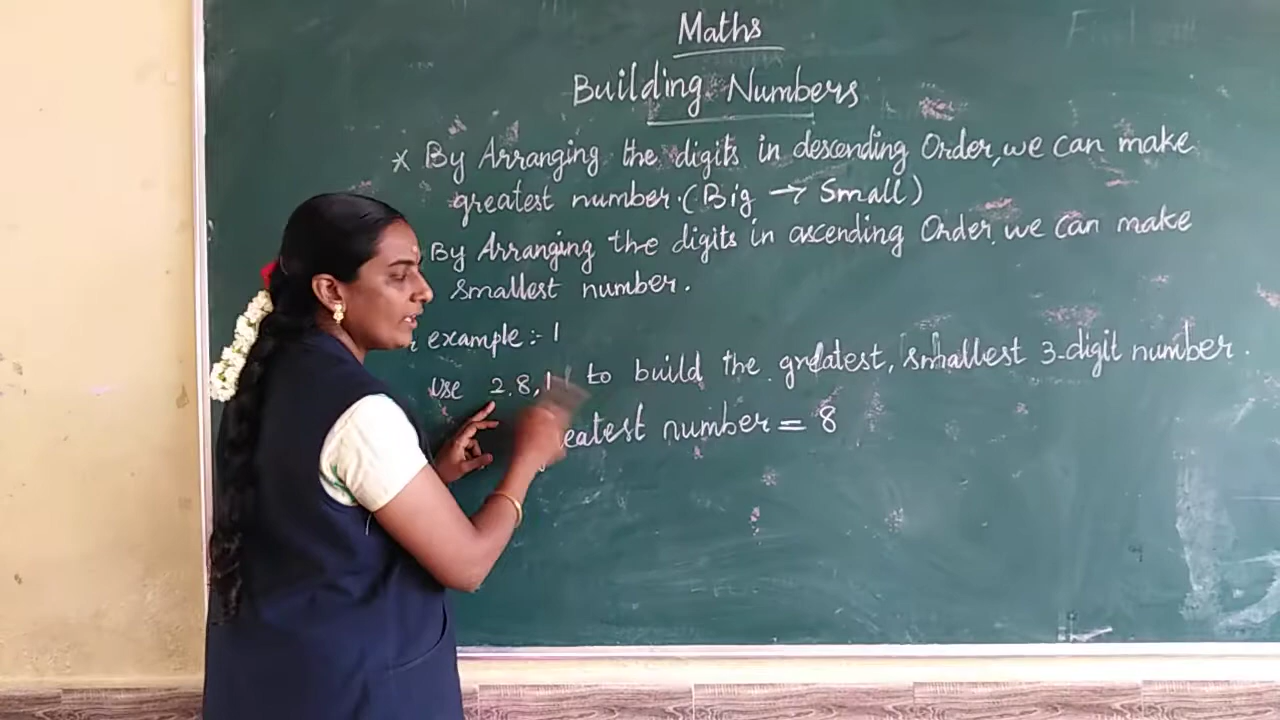 Maths
Building Numbers
* By Arranging the digits in descending Order, we can make
greatest number. (Big → Small)
By Arranging the digits in ascending Order, we can make
smallest number.
example :- 1
Use 2,8,1 to build the greatest, smallest 3-digit number.
eatest number = 8